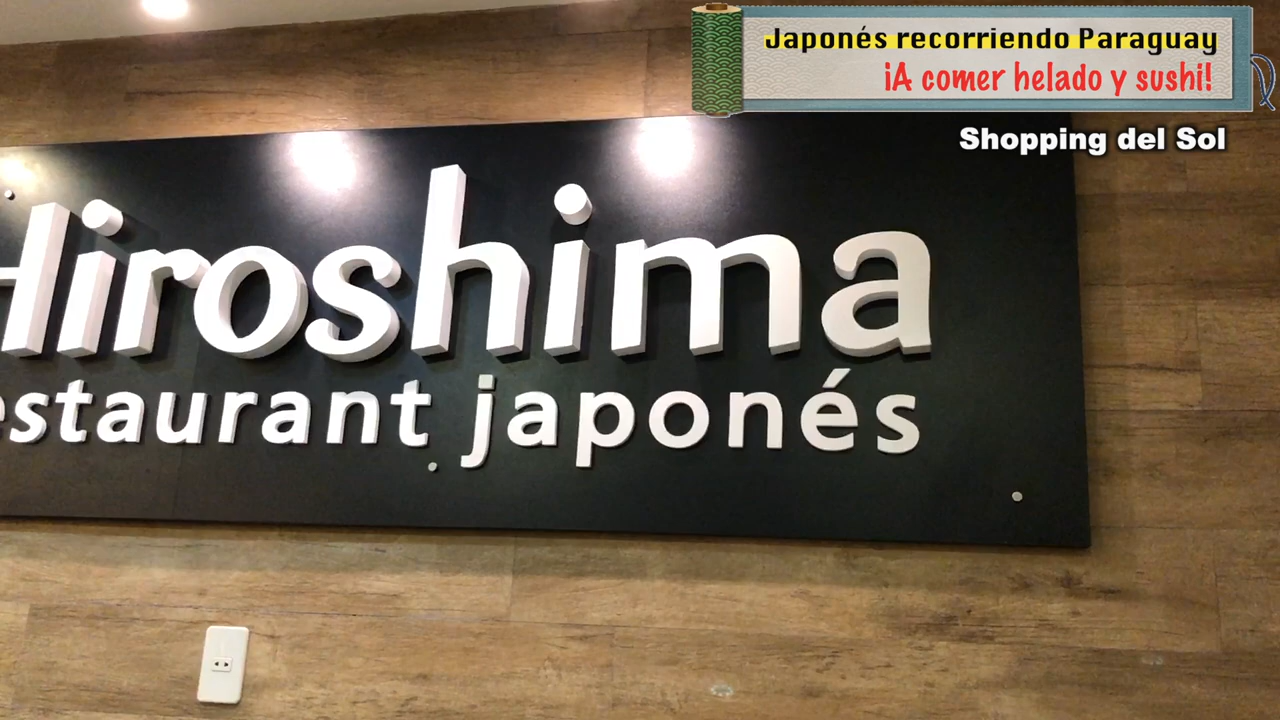 Japonés recorriendo Paraguay
¡A comer helado y sushi!
Shopping del Sol
Hiroshima
estaurant japonés